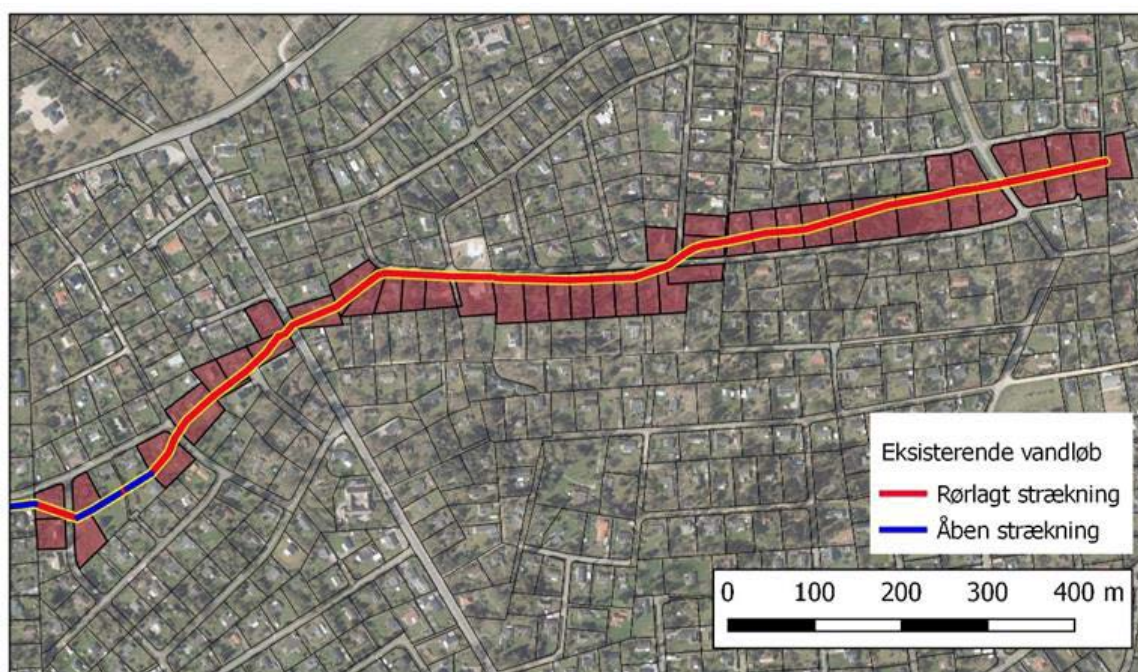 Eksisterende vandløb
Rørlagt strækning
Åben strækning
0 100 200 300 400 m